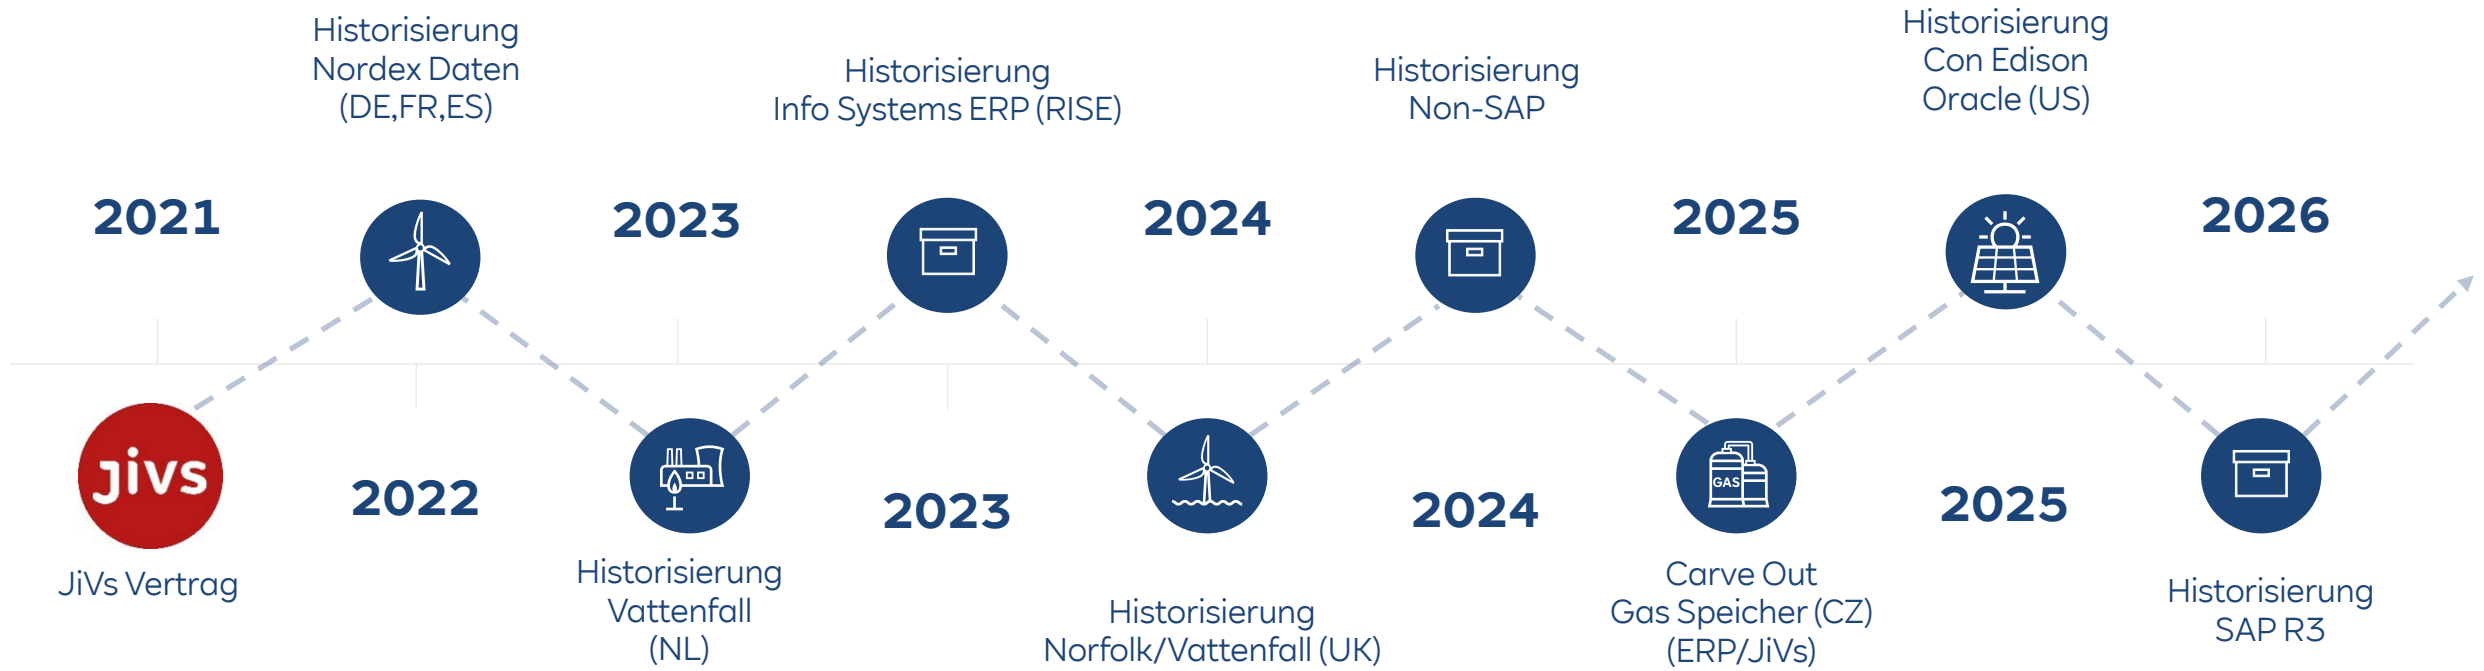 2021
JiVS
JiVs Vertrag
Historisierung
Nordex Daten
(DE,FR,ES)
2022
2023
Historisierung
Vattenfall
(NL)
Historisierung
Info Systems ERP (RISE)
2023
2024
Historisierung
Norfolk/Vattenfall (UK)
Historisierung
Non-SAP
2024
2025
GAS
Carve Out
Gas Speicher (CZ)
(ERP/JiVs)
Historisierung
Con Edison
Oracle (US)
2025
2026
Historisierung
SAP R3